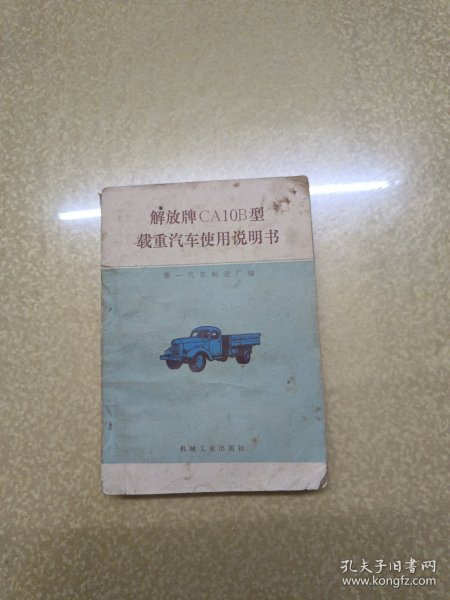 解放牌CA10B型
载重汽车使用说明书
第一汽车制造厂编
机械工业出版社
孔夫子旧书网
www.kongfz.com